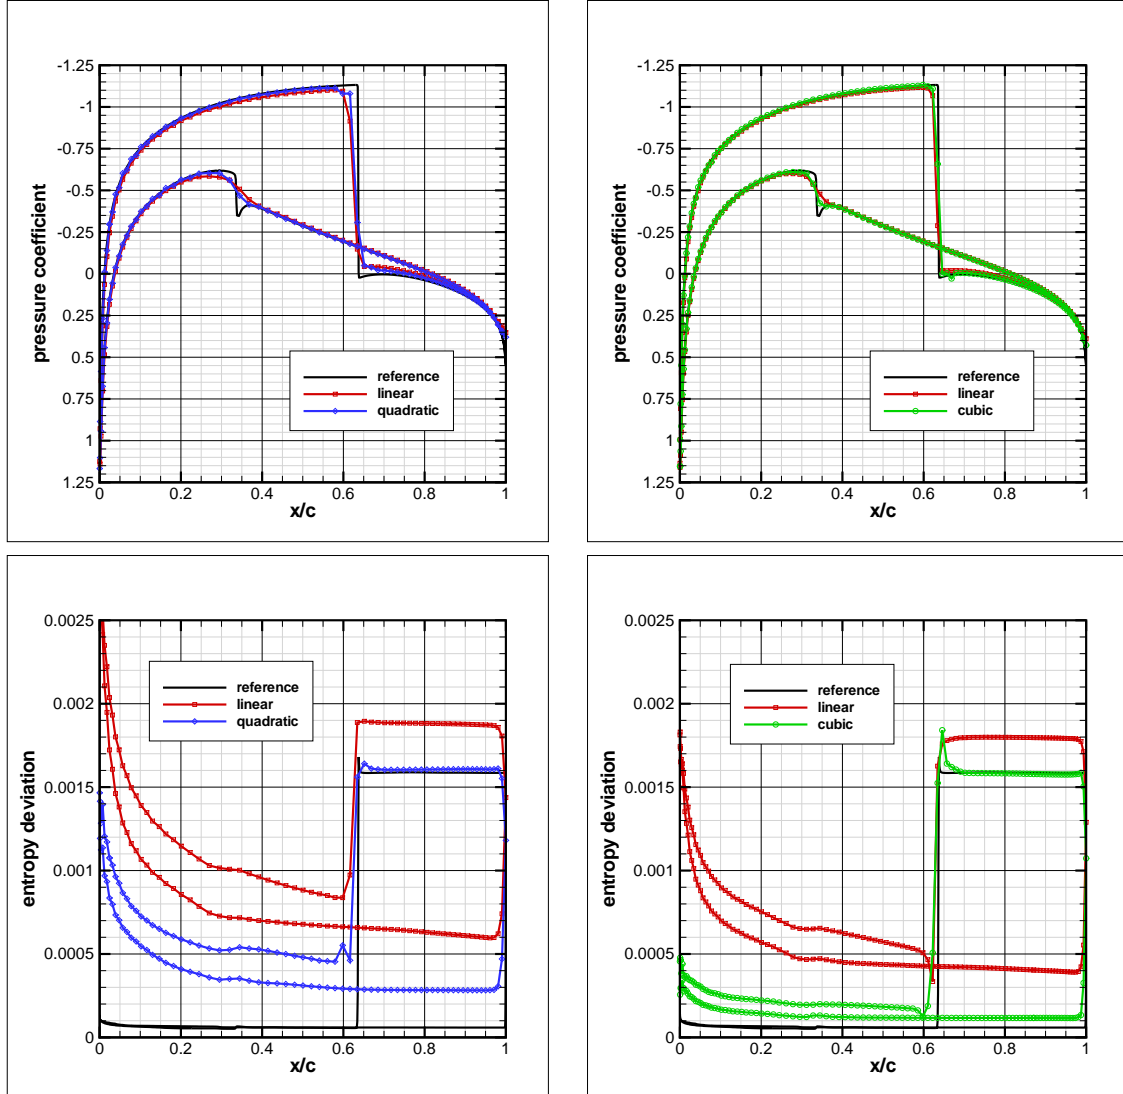 -1.25
-1
-0.75
-0.5
-0.25
0
0.25
0.5
0.75
1
1.25
pressure coefficient
reference
linear
quadratic
0 0.2 0.4 0.6 0.8 1
x/c
-1.25
-1
-0.75
-0.5
-0.25
0
0.25
0.5
0.75
1
1.25
pressure coefficient
reference
linear
cubic
0 0.2 0.4 0.6 0.8 1
x/c
0.0025
0.002
0.0015
0.001
0.0005
0
entropy deviation
reference
linear
quadratic
0 0.2 0.4 0.6 0.8 1
x/c
0.0025
0.002
0.0015
0.001
0.0005
0
entropy deviation
reference
linear
cubic
0 0.2 0.4 0.6 0.8 1
x/c